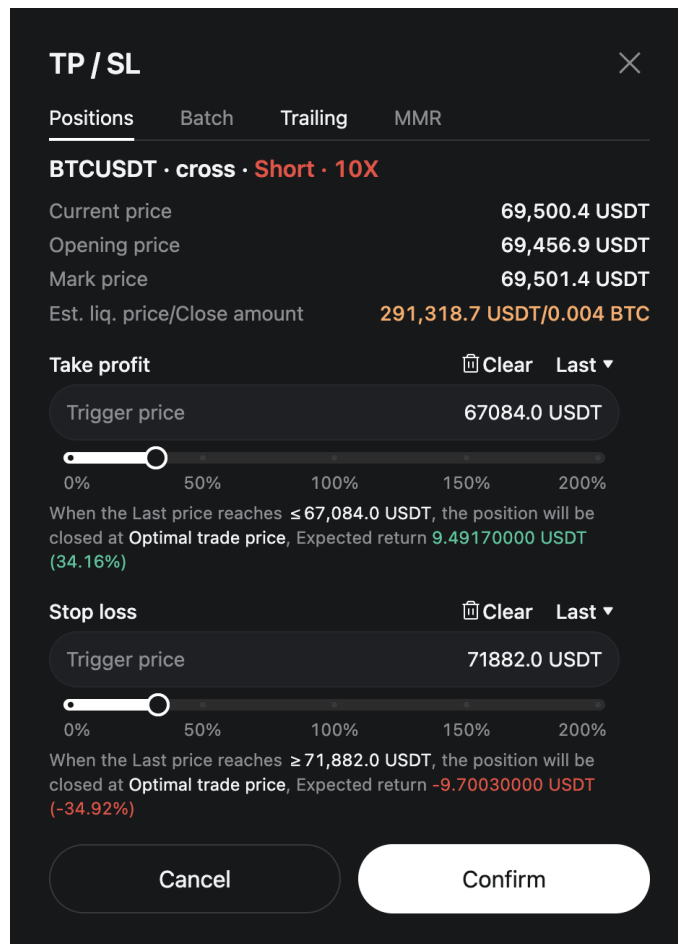 TP / SL
Positions Batch Trailing MMR
BTCUSDT · cross · Short · 10X
Current price 69,500.4 USDT
Opening price 69,456.9 USDT
Mark price 69,501.4 USDT
Est. liq. price/Close amount 291,318.7 USDT/0.004 BTC
Take profit Clear Last ▼
Trigger price 67084.0 USDT
0% 50% 100% 150% 200%
When the Last price reaches ≤67,084.0 USDT, the position will be
closed at Optimal trade price, Expected return 9.49170000 USDT
(34.16%)
Stop loss Clear Last ▼
Trigger price 71882.0 USDT
0% 50% 100% 150% 200%
When the Last price reaches ≥71,882.0 USDT, the position will be
closed at Optimal trade price, Expected return -9.70030000 USDT
(-34.92%)
Cancel Confirm